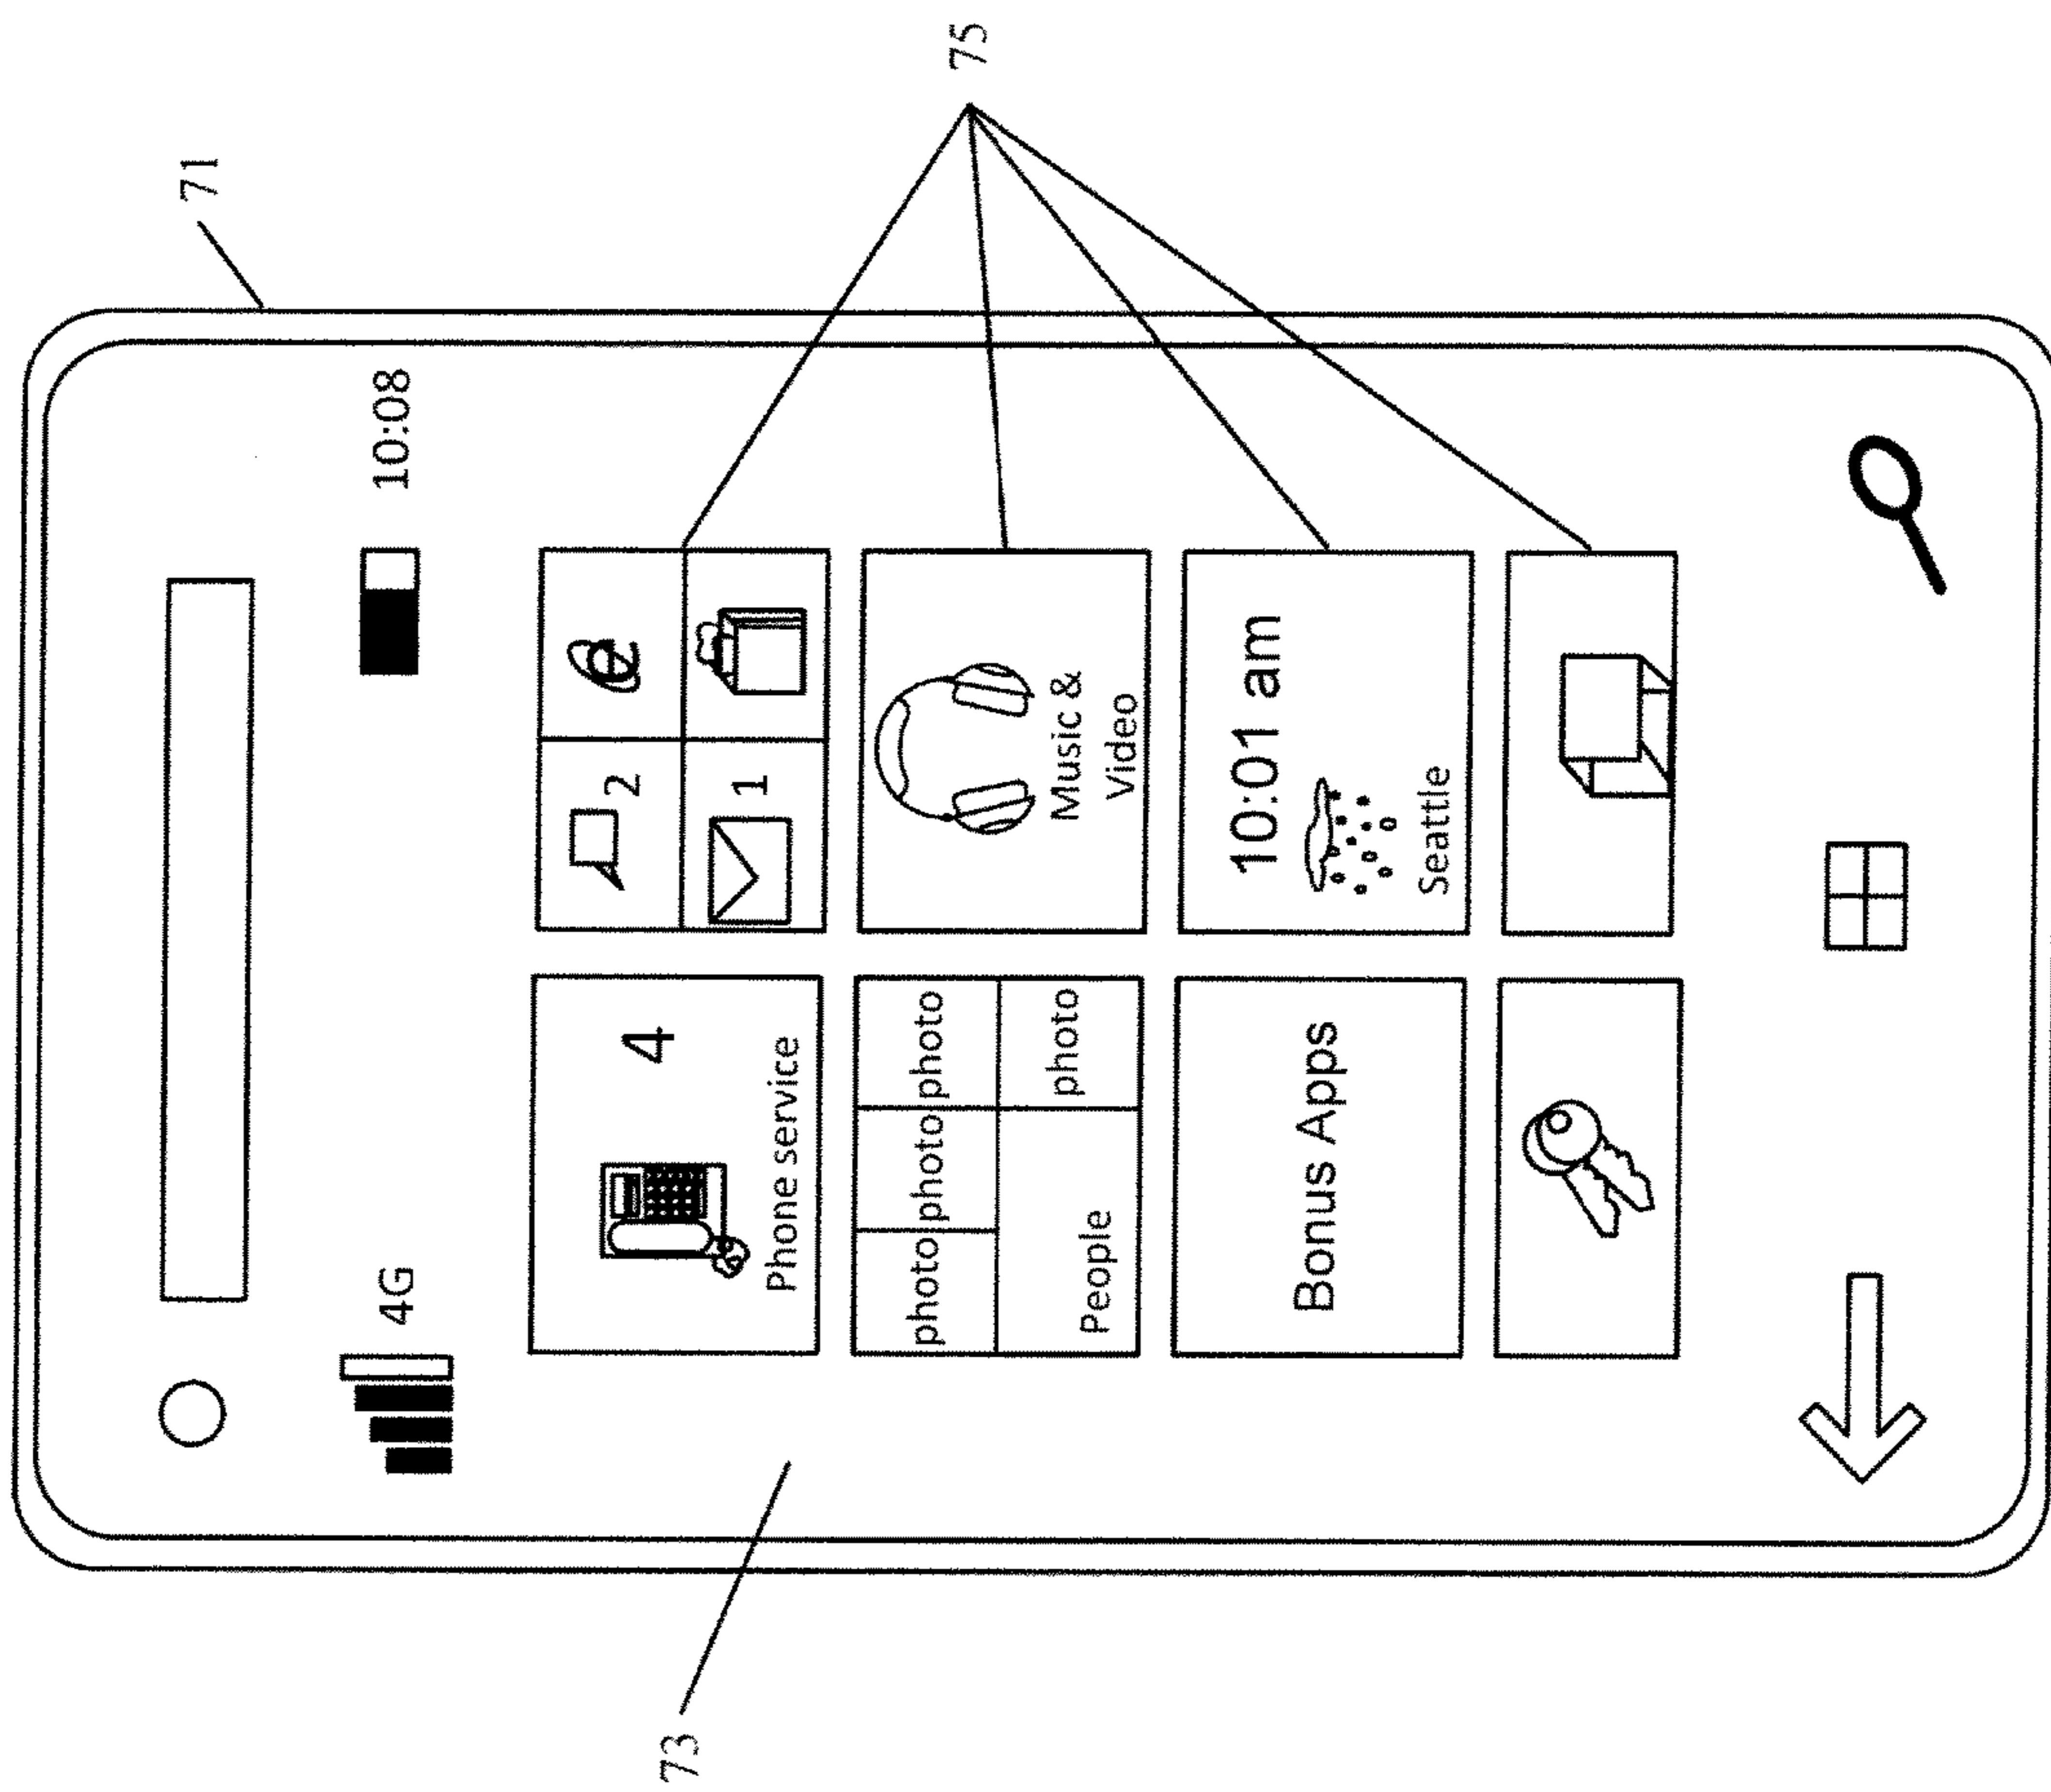 71
4G
10:08
4
Phone service
2
1
75
73
photo photo photo
photo
People
Music &
Video
Bonus Apps
10:01 am
Seattle